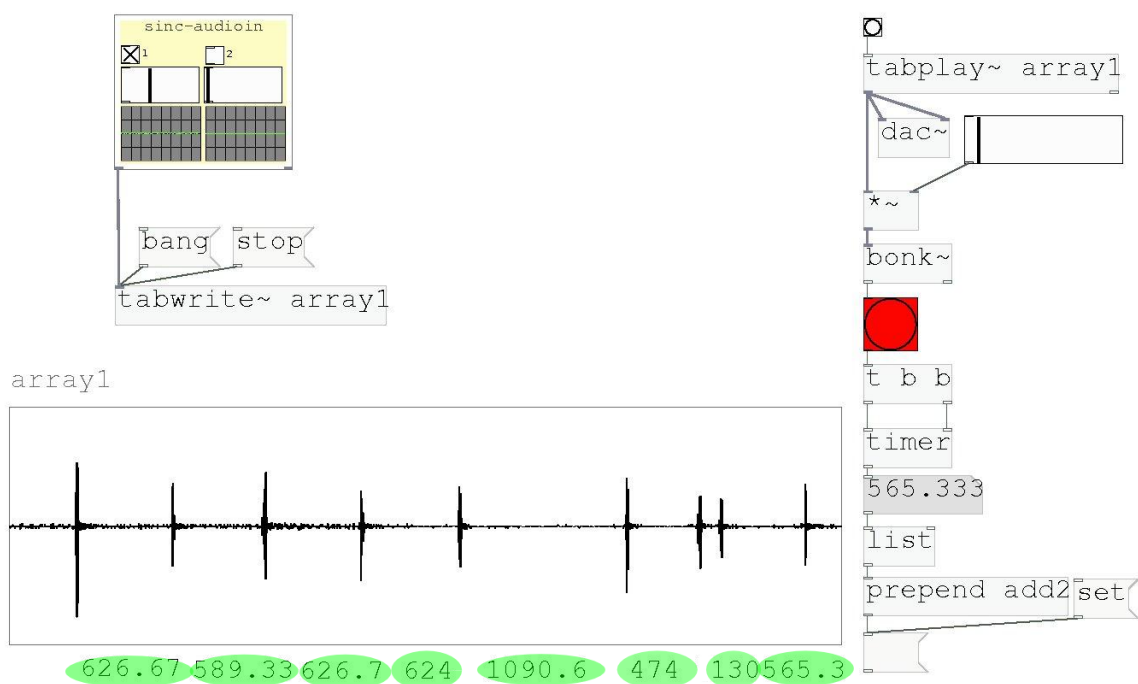 sinc-audioin
1 2
bang stop
tabwrite~ array1
array1
626.67 589.33 626.7 624 1090.6 474 130 565.3
tabplay~ array1
dac~
*~
bonk~
t b b
timer
565.333
list
prepend add2 set